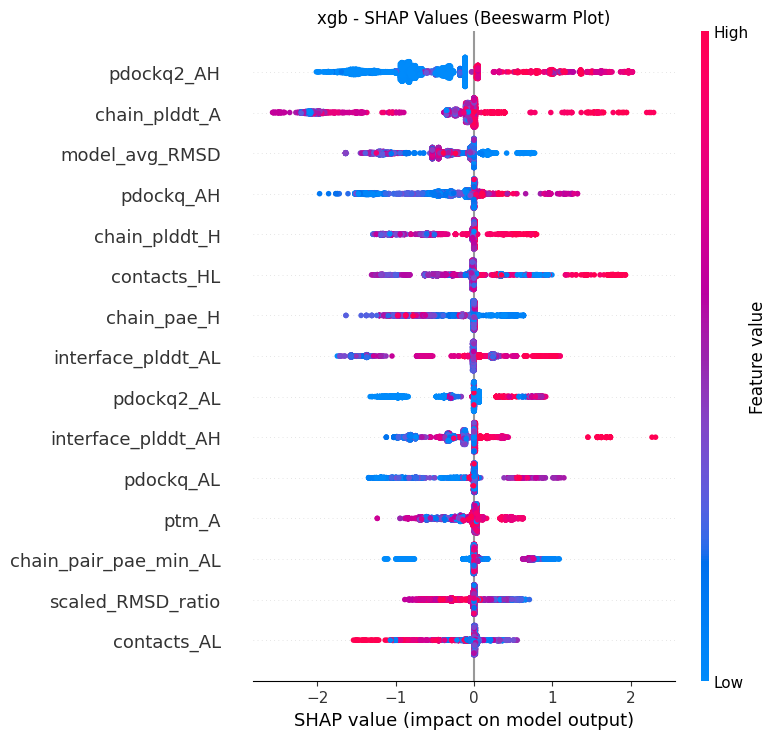 xgb - SHAP Values (Beeswarm Plot)
High
pdockq2_AH
chain_plddt_A
model_avg_RMSD
pdockq_AH
chain_plddt_H
contacts_HL
chain_pae_H
interface_plddt_AL
pdockq2_AL
interface_plddt_AH
pdockq_AL
ptm_A
chain_pair_pae_min_AL
scaled_RMSD_ratio
contacts_AL
Feature value
Low
−2 −1 0 1 2
SHAP value (impact on model output)